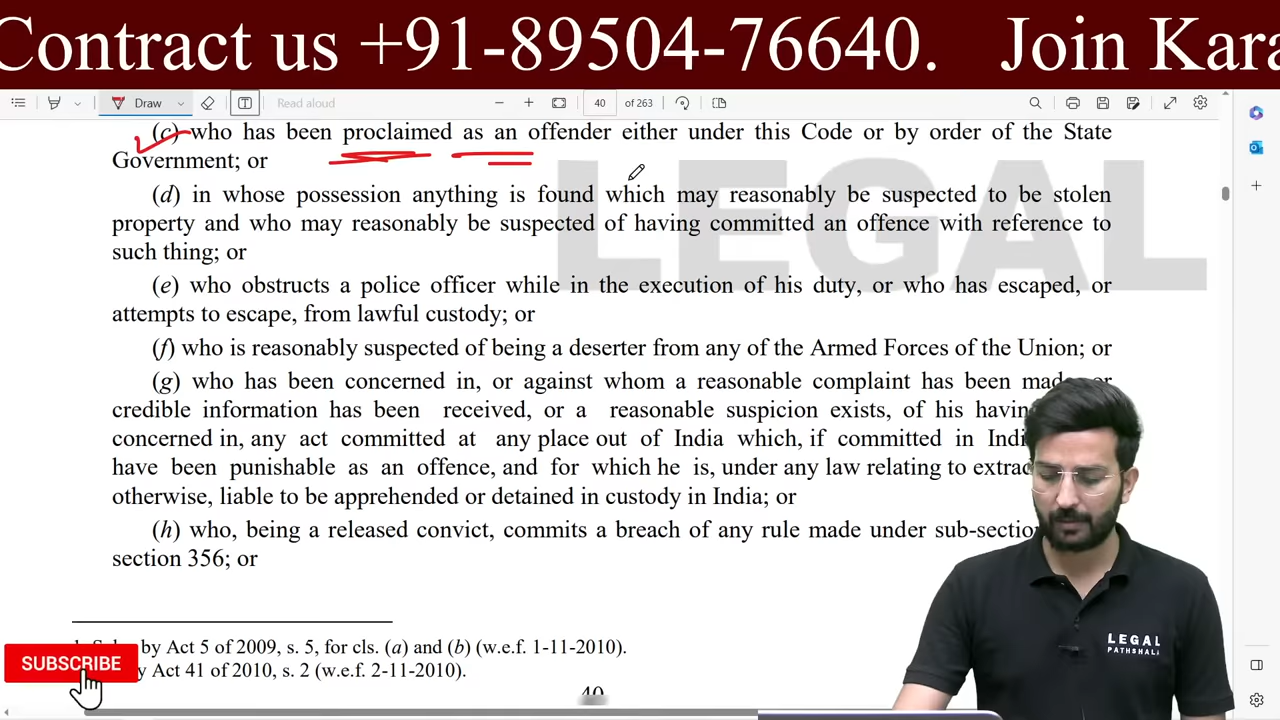 Contract us +91-89504-76640. Join Kara
Draw
Read aloud
40 of 263
(c) who has been proclaimed as an offender either under this Code or by order of the State
Government; or
LEGAL
(d) in whose possession anything is found which may reasonably be suspected to be stolen
property and who may reasonably be suspected of having committed an offence with reference to
such thing; or
(e) who obstructs a police officer while in the execution of his duty, or who has escaped, or
attempts to escape, from lawful custody; or
(f) who is reasonably suspected of being a deserter from any of the Armed Forces of the Union; or
(g) who has been concerned in, or against whom a reasonable complaint has been made, or
credible information has been received, or a reasonable suspicion exists, of his having
concerned in, any act committed at any place out of India which, if committed in
have been punishable as an offence, and for which he is, under any law relating to
otherwise, liable to be apprehended or detained in custody in India; or
(h) who, being a released convict, commits a breach of any rule made under
section 356; or
by Act 5 of 2009, s. 5, for cls. (a) and (b) (w.e.f. 1-11-2010).
Act 41 of 2010, s. 2 (w.e.f. 2-11-2010).
40
SUBSCRIBE
LEGAL
PATHSHALA